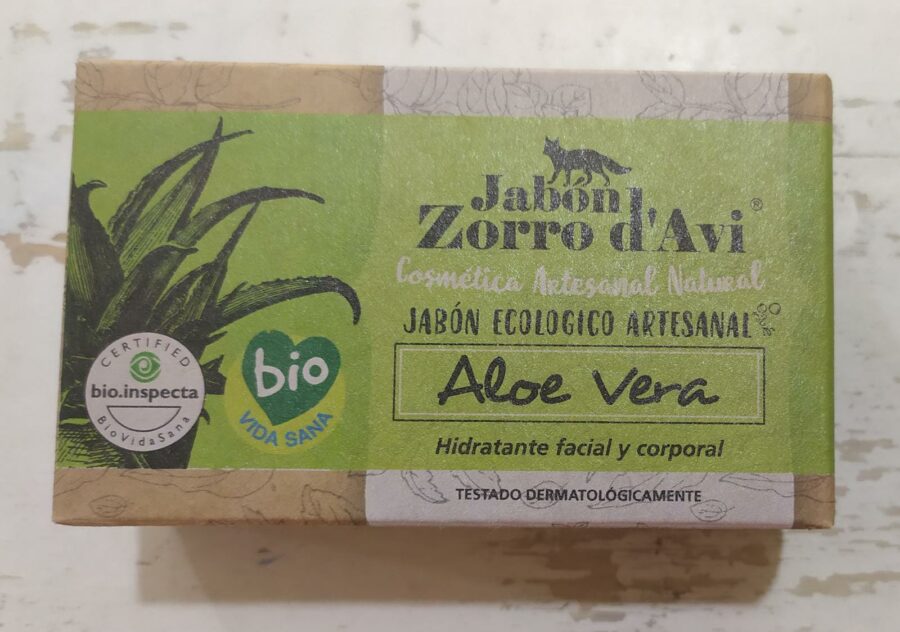 Jabón
Zorro d'Avi®
Cosmética Artesanal Natural
JABÓN ECOLOGICO ARTESANAL
Aloe Vera
Hidratante facial y corporal
TESTADO DERMATOLÓGICAMENTE
CERTIFIED
bio.inspecta
BioVidaSana
bio
VIDA SANA